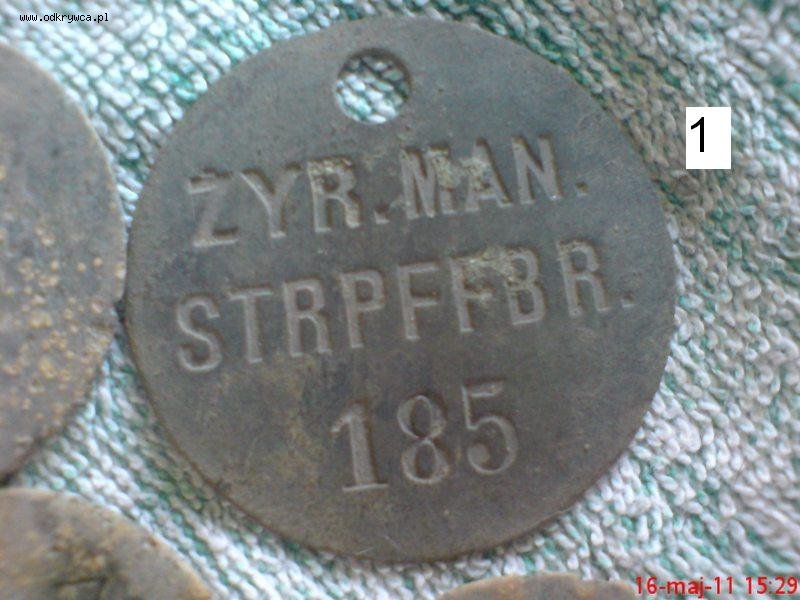 www.odkrywca.pl
1
ZYR.MAN.
STRPFFBR.
185
16-maj-11 15:29